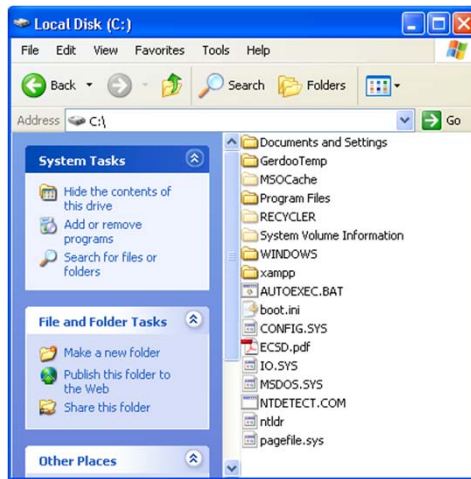 Local Disk (C:)
File Edit View Favorites Tools Help
Back Search Folders
Address C:\ Go
System Tasks
Hide the contents of
this drive
Add or remove
programs
Search for files or
folders
File and Folder Tasks
Make a new folder
Publish this folder to
the Web
Share this folder
Other Places
Documents and Settings
GerdooTemp
MSOCache
Program Files
RECYCLER
System Volume Information
WINDOWS
xampp
AUTOEXEC.BAT
boot.ini
CONFIG.SYS
ECSD.pdf
IO.SYS
MSDOS.SYS
NTDETECT.COM
ntldr
pagefile.sys